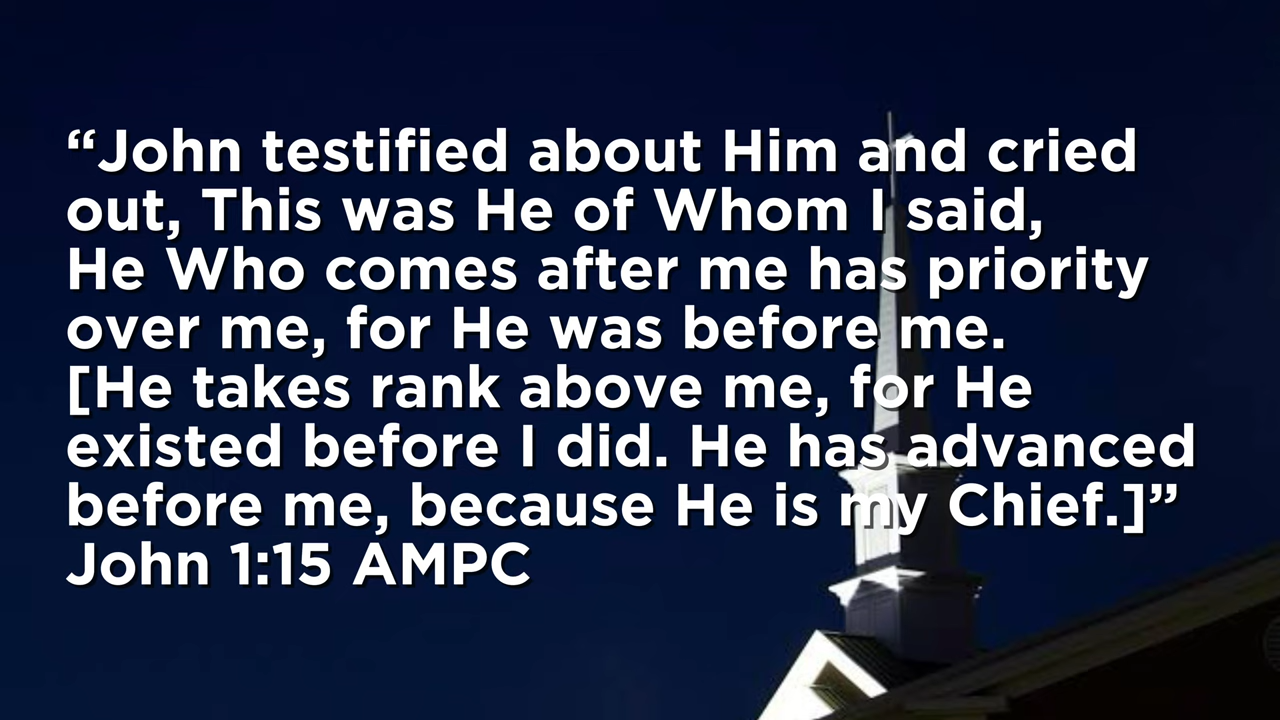 “John testified about Him and cried
out, This was He of Whom I said,
He Who comes after me has priority
over me, for He was before me.
[He takes rank above me, for He
existed before I did. He has advanced
before me, because He is my Chief.]”
John 1:15 AMPC